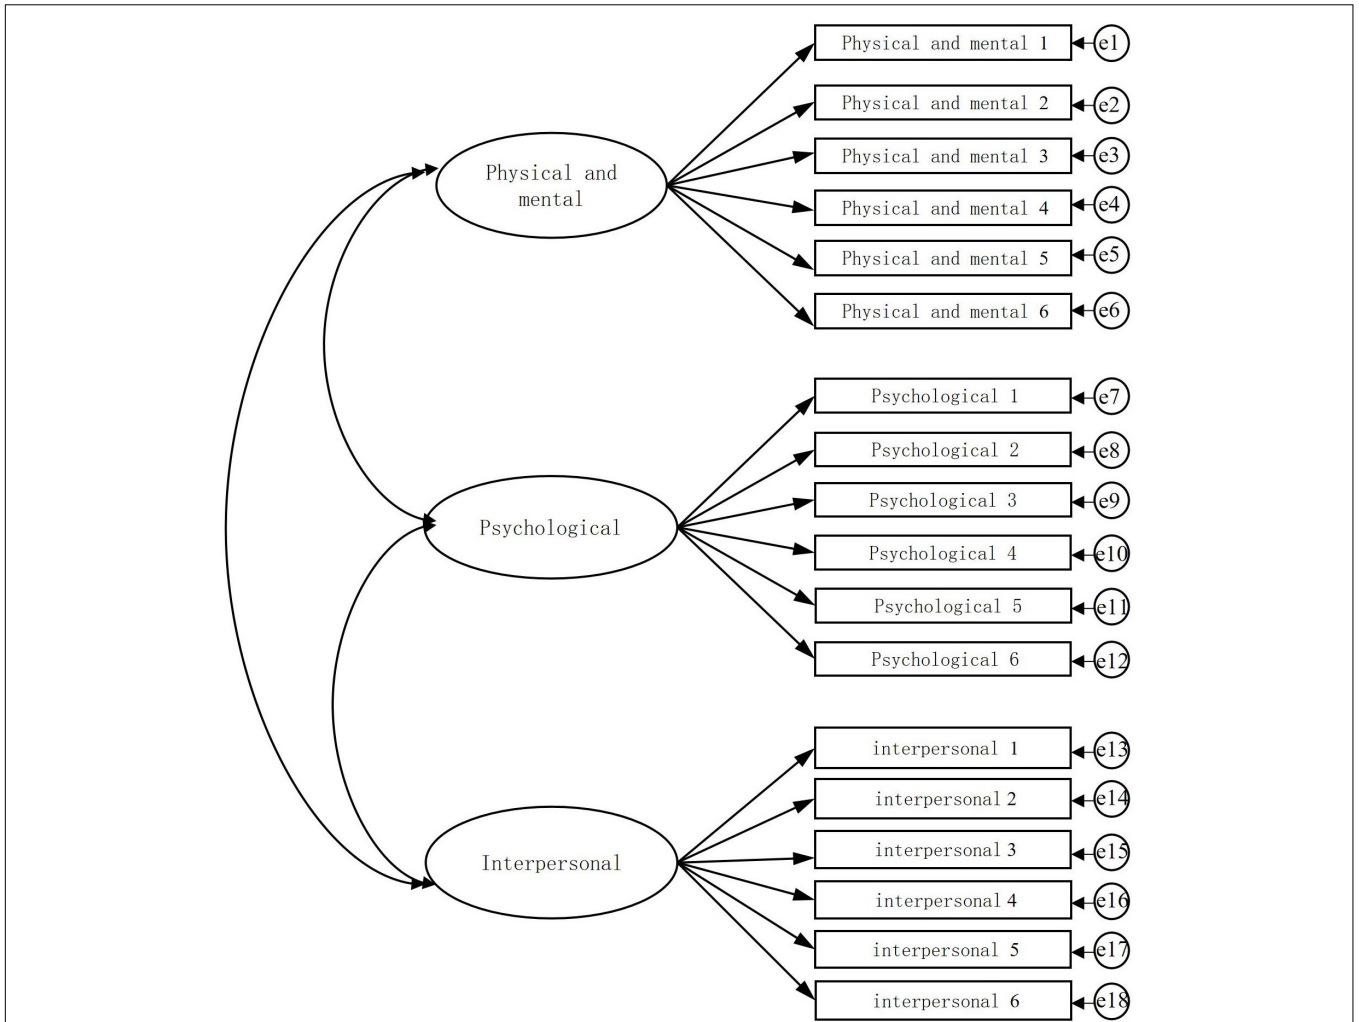 Physical and mental 1
e1
Physical and mental 2
e2
Physical and mental 3
e3
Physical and mental 4
e4
Physical and mental 5
e5
Physical and mental 6
e6
Physical and
mental
Psychological 1
e7
Psychological 2
e8
Psychological 3
e9
Psychological 4
e10
Psychological 5
e11
Psychological 6
e12
Psychological
interpersonal 1
e13
interpersonal 2
e14
interpersonal 3
e15
interpersonal 4
e16
interpersonal 5
e17
interpersonal 6
e18
Interpersonal